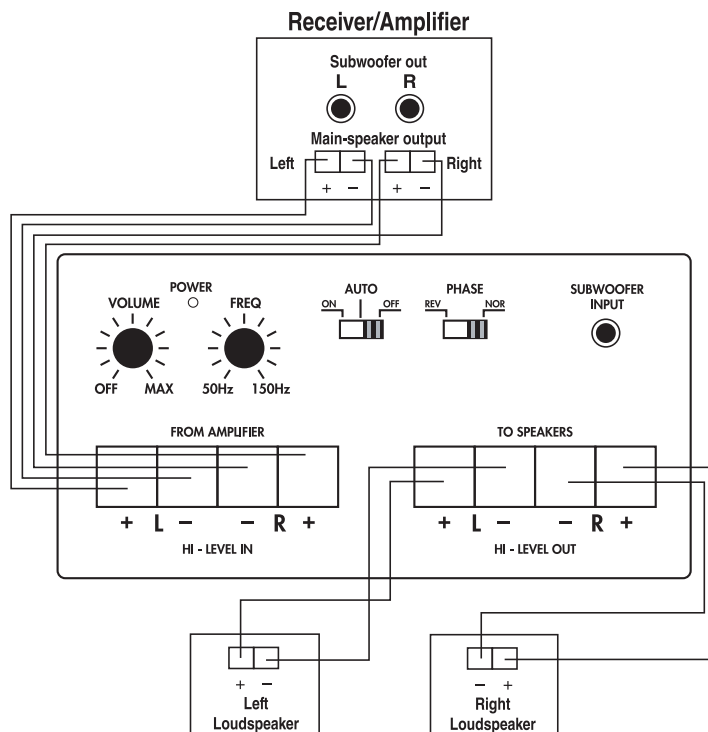 Receiver/Amplifier
Subwoofer out
L R
Main-speaker output
Left Right
+ − + −
POWER
VOLUME FREQ
OFF MAX 50Hz 150Hz
AUTO
ON OFF
PHASE
REV NOR
SUBWOOFER
INPUT
FROM AMPLIFIER
+ L − − R +
HI - LEVEL IN
TO SPEAKERS
+ L − − R +
HI - LEVEL OUT
+ −
Left
Loudspeaker
− +
Right
Loudspeaker